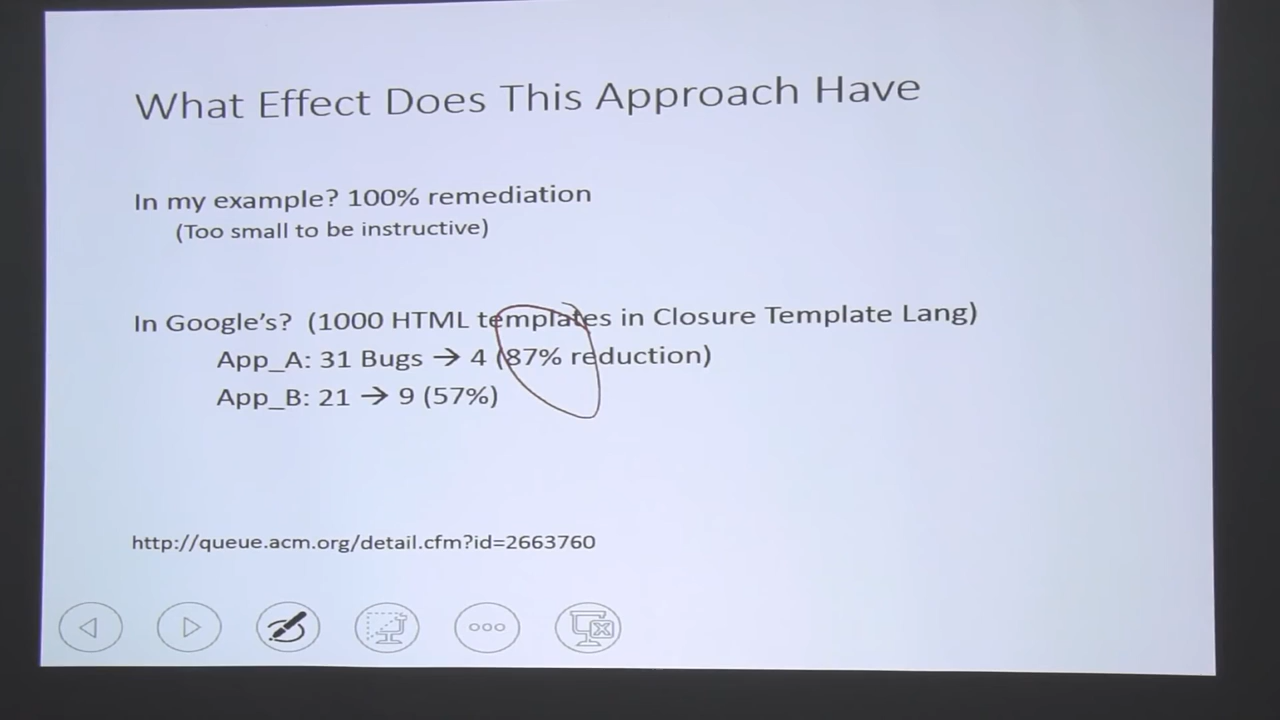 What Effect Does This Approach Have
In my example? 100% remediation
(Too small to be instructive)
In Google's? (1000 HTML templates in Closure Template Lang)
App_A: 31 Bugs → 4 (87% reduction)
App_B: 21 → 9 (57%)
http://queue.acm.org/detail.cfm?id=2663760